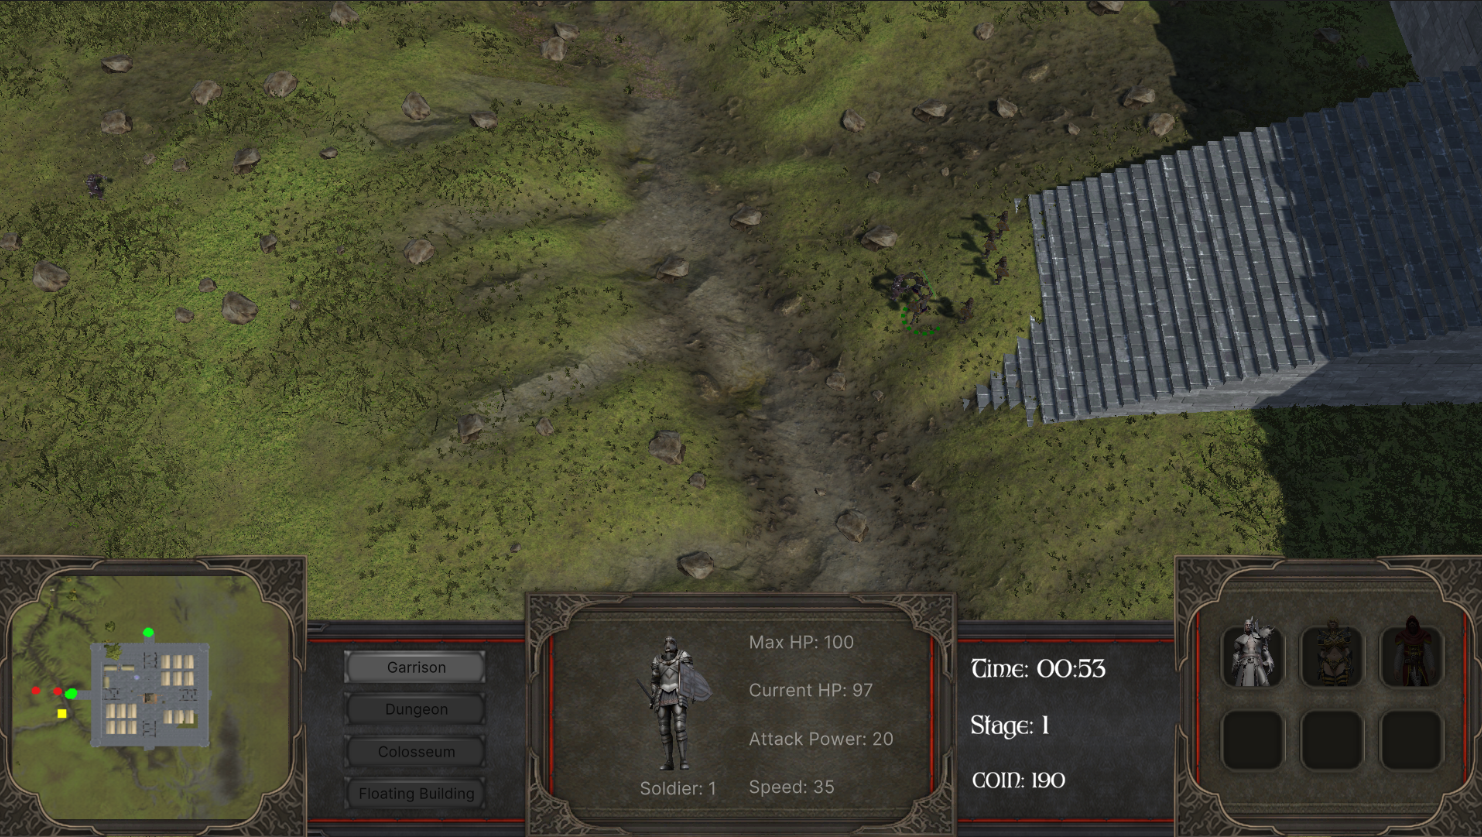 Garrison
Dungeon
Colosseum
Floating Building
Max HP: 100
Current HP: 97
Attack Power: 20
Soldier: 1
Speed: 35
Time: 00:53
Stage: 1
COIN: 190